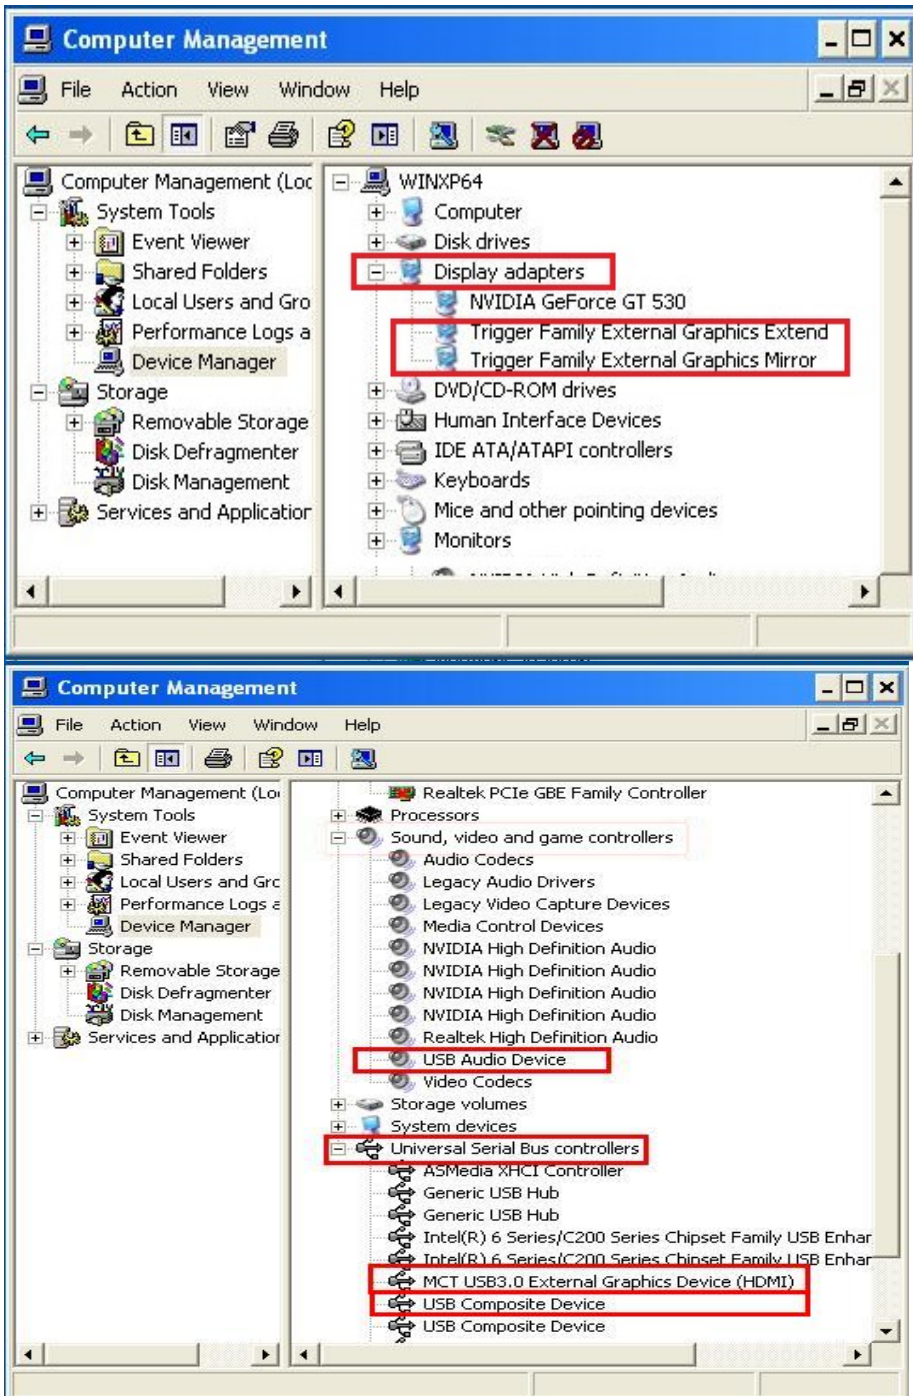 Computer Management
File Action View Window Help
Computer Management (Loc
System Tools
Event Viewer
Shared Folders
Local Users and Gro
Performance Logs a
Device Manager
Storage
Removable Storage
Disk Defragmenter
Disk Management
Services and Application
WINXP64
Computer
Disk drives
Display adapters
NVIDIA GeForce GT 530
Trigger Family External Graphics Extend
Trigger Family External Graphics Mirror
DVD/CD-ROM drives
Human Interface Devices
IDE ATA/ATAPI controllers
Keyboards
Mice and other pointing devices
Monitors
Computer Management
File Action View Window Help
Computer Management (Lo
System Tools
Event Viewer
Shared Folders
Local Users and Grc
Performance Logs a
Device Manager
Storage
Removable Storage
Disk Defragmenter
Disk Management
Services and Application
Realtek PCIe GBE Family Controller
Processors
Sound, video and game controllers
Audio Codecs
Legacy Audio Drivers
Legacy Video Capture Devices
Media Control Devices
NVIDIA High Definition Audio
NVIDIA High Definition Audio
NVIDIA High Definition Audio
NVIDIA High Definition Audio
Realtek High Definition Audio
USB Audio Device
Video Codecs
Storage volumes
System devices
Universal Serial Bus controllers
ASMedia XHCI Controller
Generic USB Hub
Generic USB Hub
Intel(R) 6 Series/C200 Series Chipset Family USB Enhar
Intel(R) 6 Series/C200 Series Chipset Family USB Enhar
MCT USB3.0 External Graphics Device (HDMI)
USB Composite Device
USB Composite Device